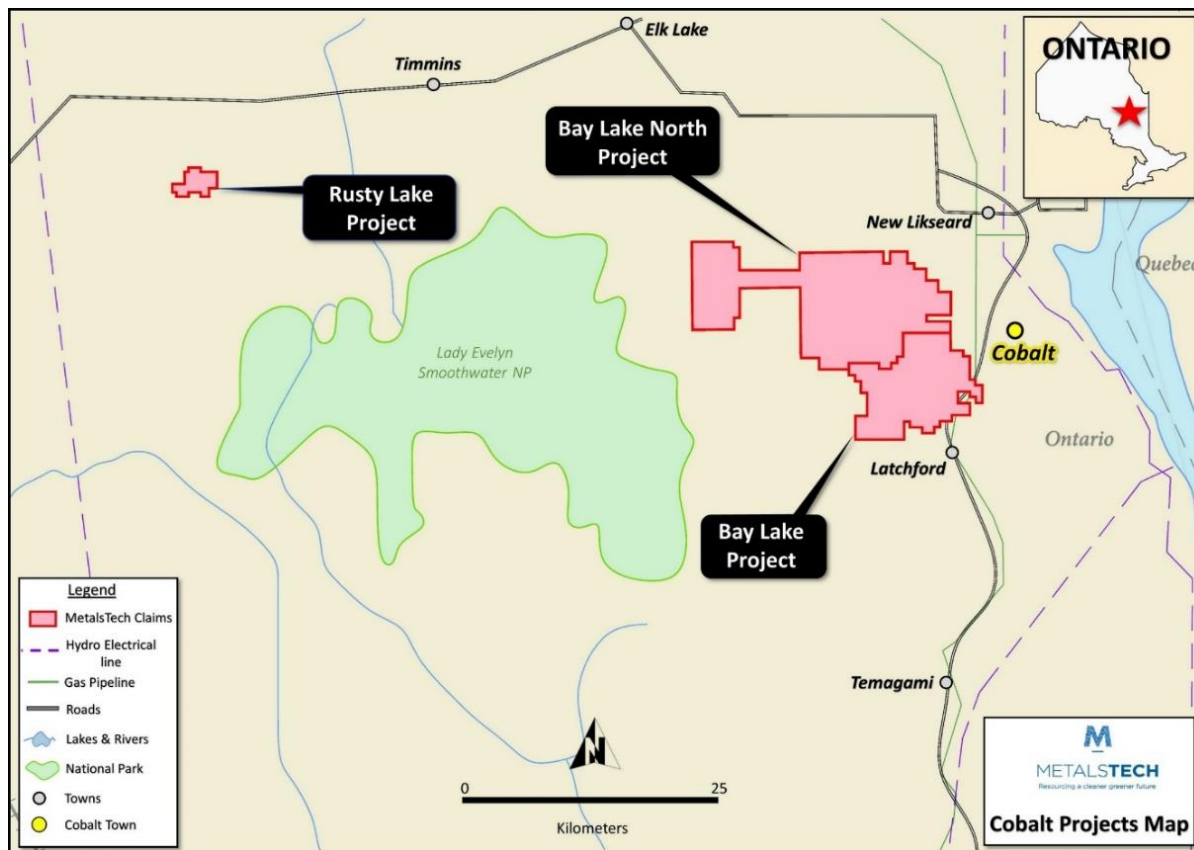 Elk Lake
Timmins
ONTARIO
Bay Lake North
Project
Rusty Lake
Project
New Likseard
Quebec
Lady Evelyn
Smoothwater NP
Cobalt
Ontario
Latchford
Bay Lake
Project
Legend
MetalsTech Claims
Hydro Electrical
line
Gas Pipeline
Roads
Lakes & Rivers
National Park
Towns
Cobalt Town
Temagami
N
0 25
Kilometers
M
METALSTECH
Resourcing a cleaner greener future
Cobalt Projects Map